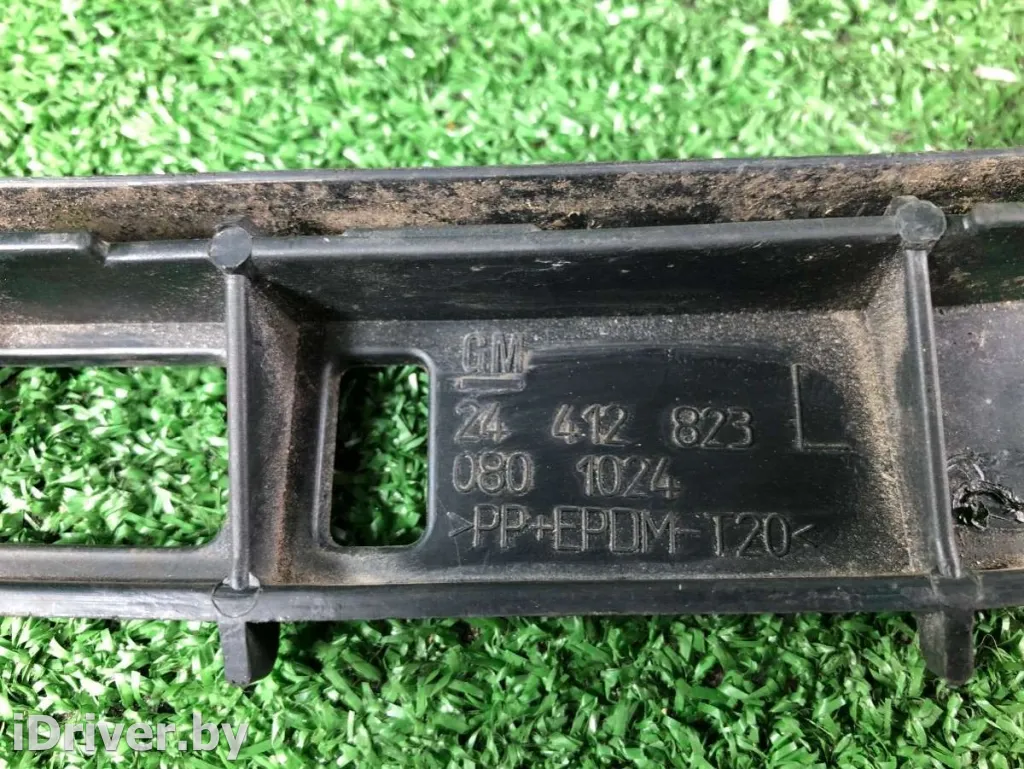 GM
24 412 823 L
080 1024
>PP+EPDM-T20<
iDriver.by